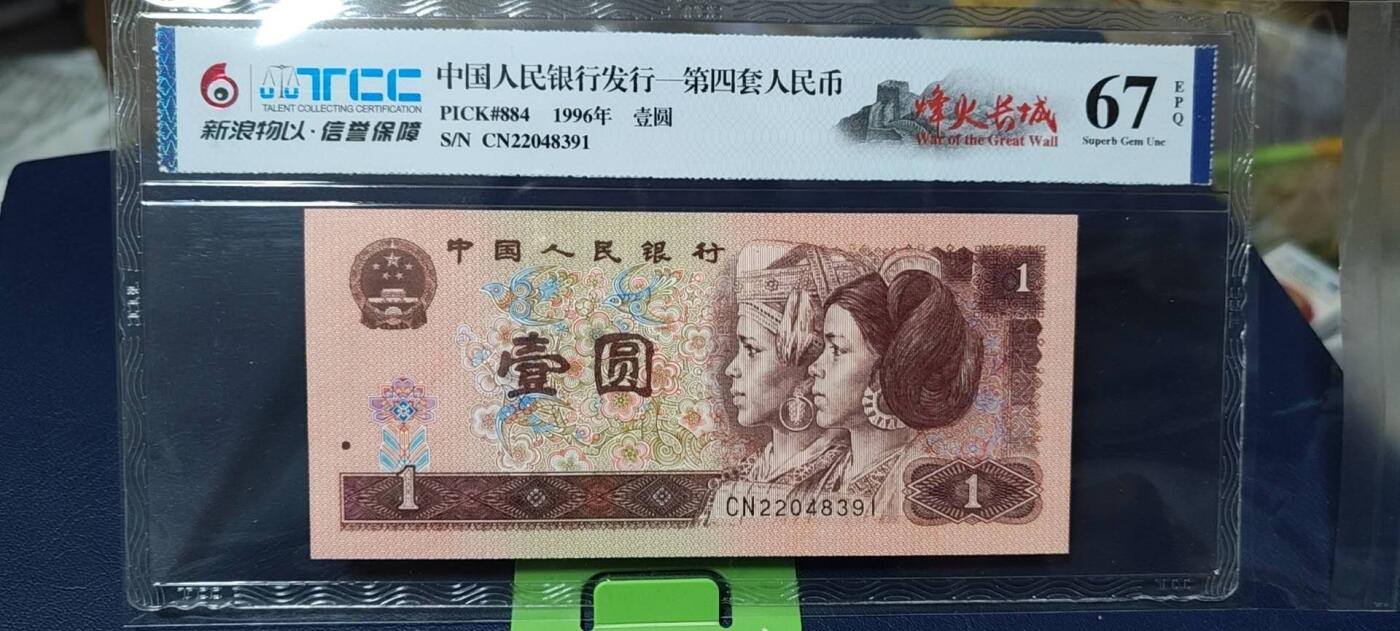 TCC
TALENT COLLECTING CERTIFICATION
新浪物以·信誉保障
中国人民银行发行—第四套人民币
PICK#884 1996年 壹圆
S/N CN22048391
烽火长城
War of the Great Wall
67
EPQ
Superb Gem Unc
中国人民银行
1
壹圆
1
CN22048391
1
TCC
TCC